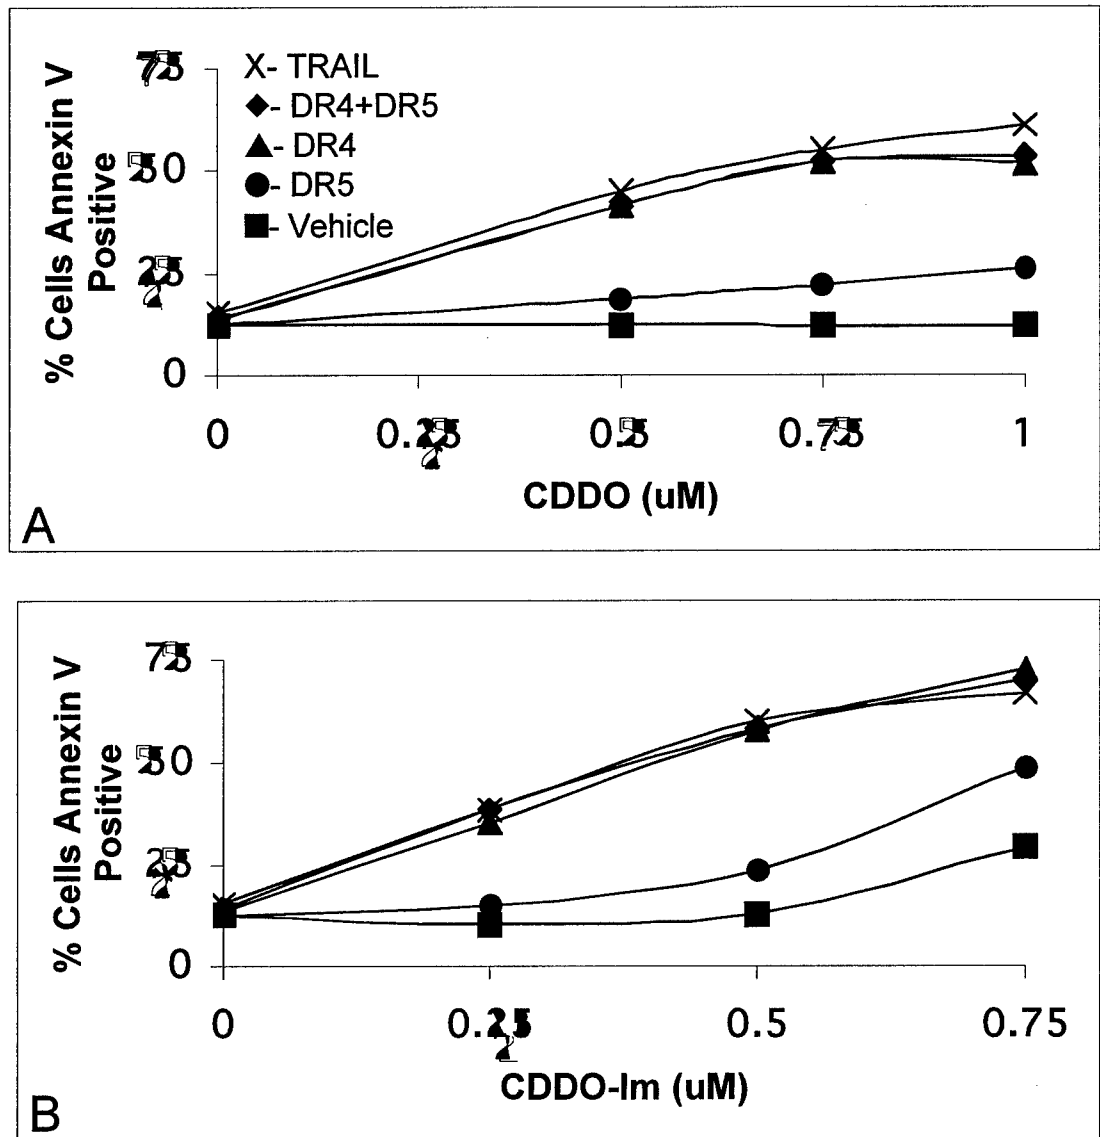 75
50
25
0
% Cells Annexin V
Positive
X- TRAIL
◆- DR4+DR5
▲- DR4
●- DR5
■- Vehicle
0
0.25
0.5
0.75
1
CDDO (uM)
A
75
50
25
0
% Cells Annexin V
Positive
0
0.5
0.75
CDDO-Im (uM)
B